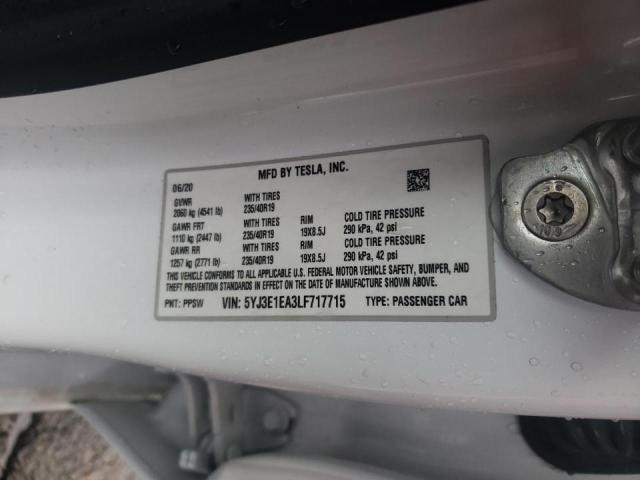 MFD BY TESLA, INC.
06/20
GVWR WITH TIRES
2060 kg (4541 lb) 235/40R19
GAWR FRT WITH TIRES RIM COLD TIRE PRESSURE
1110 kg (2447 lb) 235/40R19 19X8.5J 290 kPa, 42 psi
GAWR RR WITH TIRES RIM COLD TIRE PRESSURE
1257 kg (2771 lb) 235/40R19 19X8.5J 290 kPa, 42 psi
THIS VEHICLE CONFORMS TO ALL APPLICABLE U.S. FEDERAL MOTOR VEHICLE SAFETY, BUMPER, AND
THEFT PREVENTION STANDARDS IN EFFECT ON THE DATE OF MANUFACTURE SHOWN ABOVE.
PNT: PPSW VIN: 5YJ3E1EA3LF717715 TYPE: PASSENGER CAR